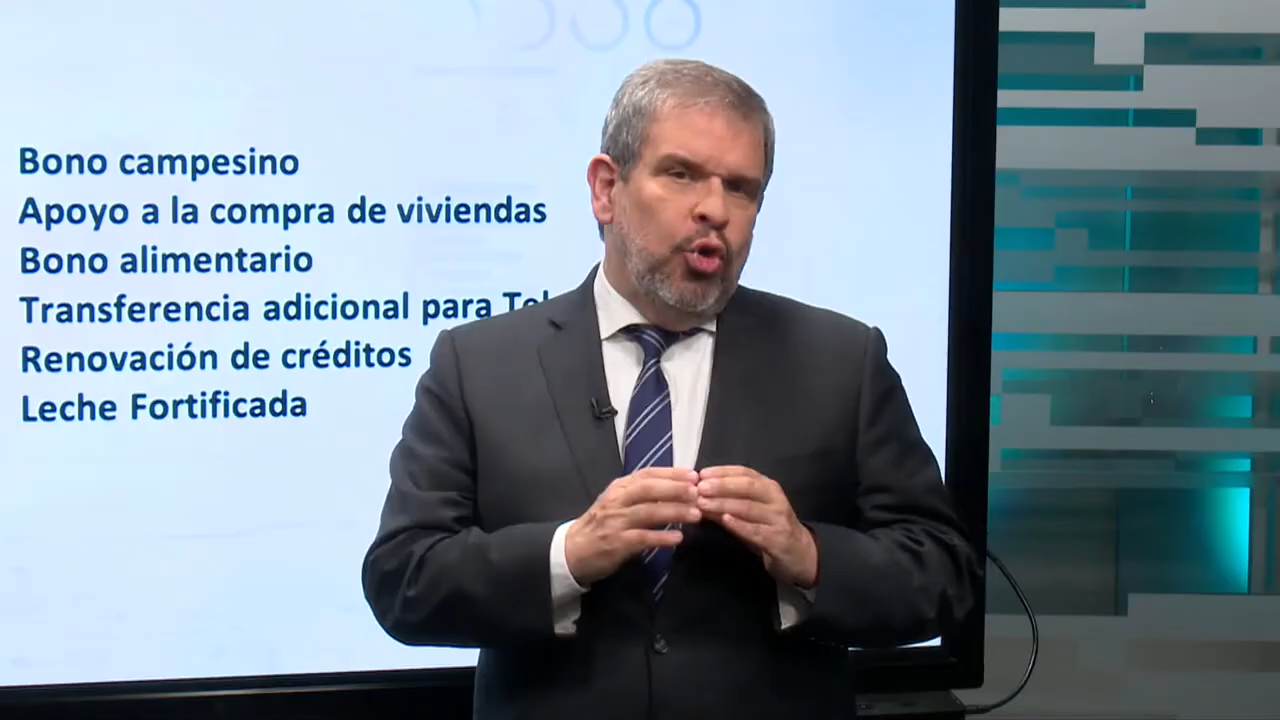 Bono campesino
Apoyo a la compra de viviendas
Bono alimentario
Transferencia adicional para
Renovación de créditos
Leche Fortificada